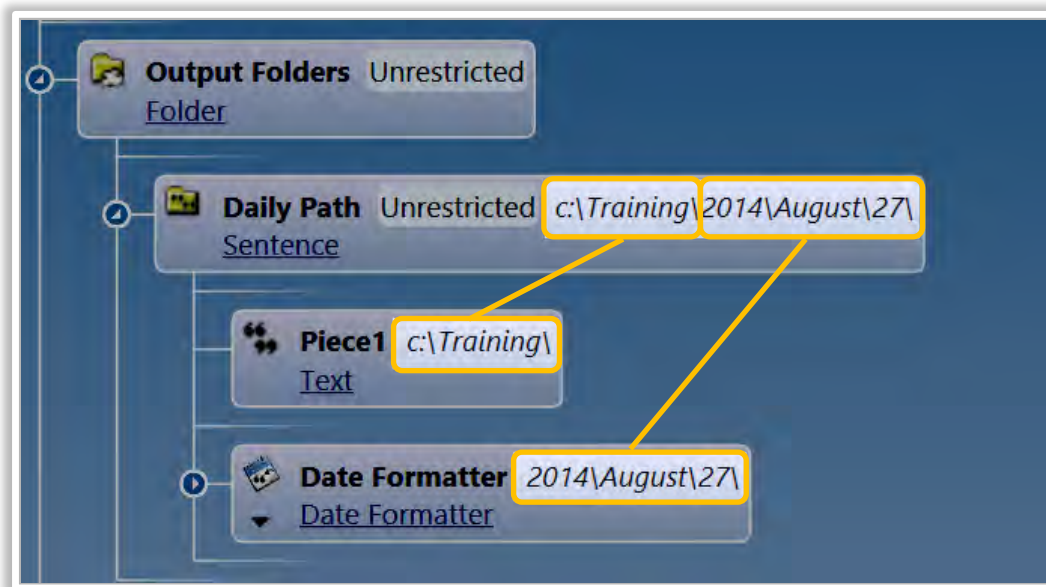 Output Folders Unrestricted
Folder
Daily Path Unrestricted c:\Training\2014\August\27\
Sentence
Piece1 c:\Training\
Text
Date Formatter 2014\August\27\
Date Formatter